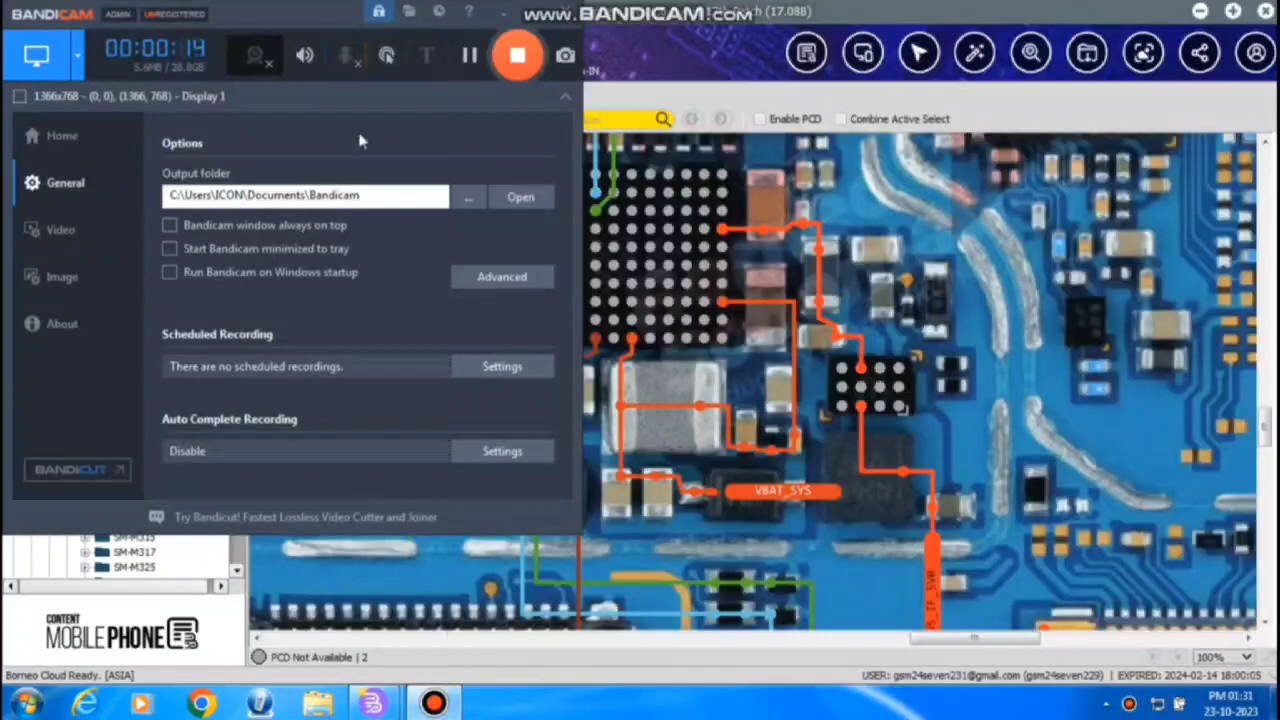 BANDICAM ADMIN UNREGISTERED
www.BANDICAM.com
(17.088)
00:00:14
5.6MB / 28.8GB
1366x768 - (0, 0), (1366, 768) - Display 1
Home
General
Video
Image
About
BANDICUT
Options
Output folder
C:\Users\ICON\Documents\Bandicam
...
Open
Bandicam window always on top
Start Bandicam minimized to tray
Run Bandicam on Windows startup
Advanced
Scheduled Recording
There are no scheduled recordings.
Settings
Auto Complete Recording
Disable
Settings
Try Bandicut! Fastest Lossless Video Cutter and Joiner
Enable PCD
Combine Active Select
VBAT_SYS
SM-M315
SM-M317
SM-M325
CONTENT
MOBILEPHONE
PCD Not Available | 2
100%
Borneo Cloud Ready. [ASIA]
USER: gsm24seven231@gmail.com (gsm24seven229) | EXPIRED: 2024-02-14 18:00:05
PM 01:31
23-10-2023